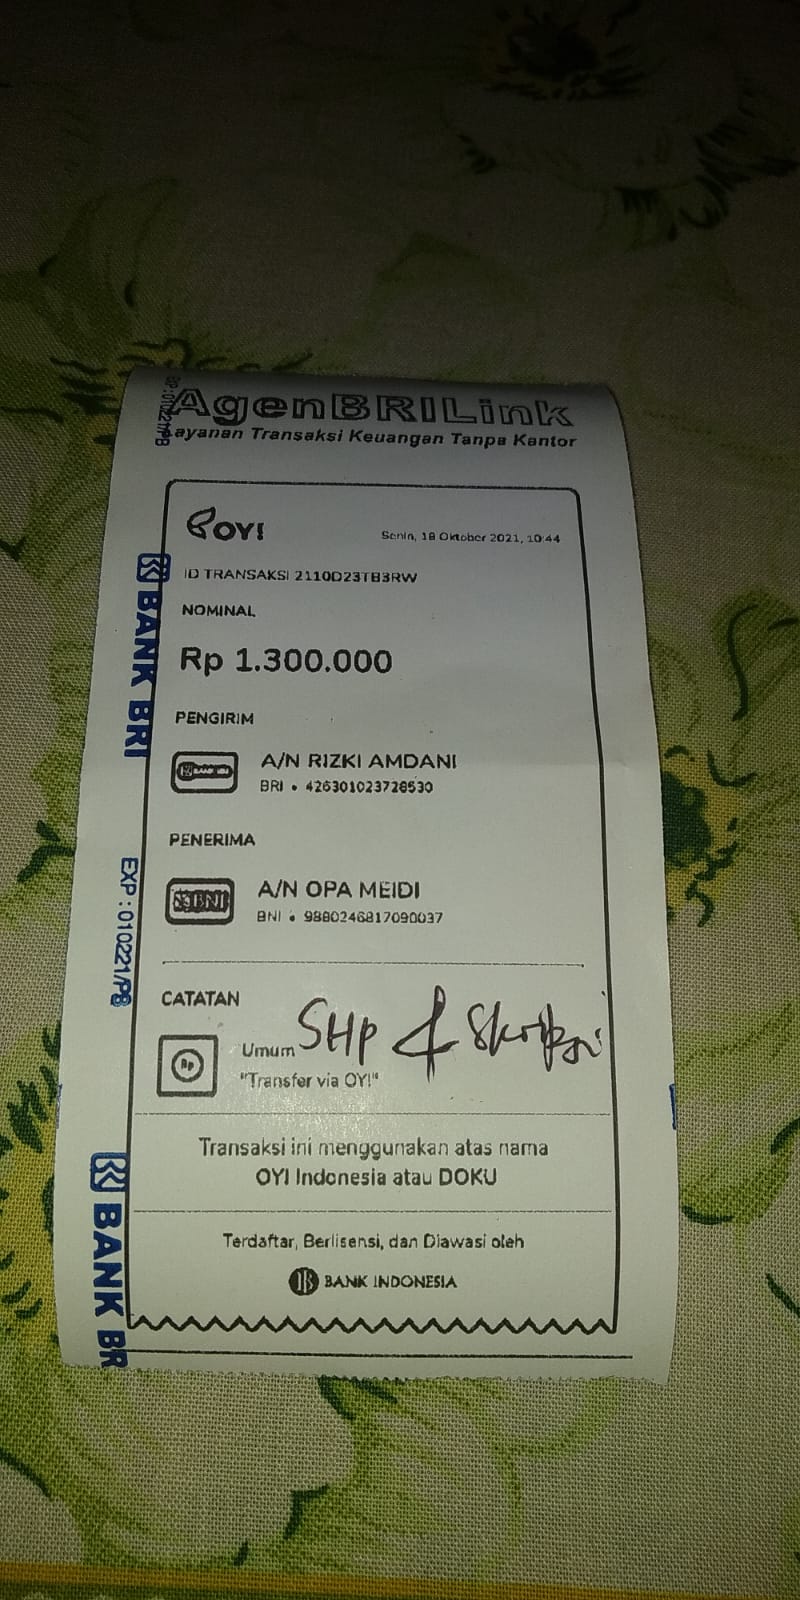 AgenBRILink
Layanan Transaksi Keuangan Tanpa Kantor
OY!
Senin, 18 Oktober 2021, 10:44
ID TRANSAKSI 2110D23TB3RW
NOMINAL
Rp 1.300.000
PENGIRIM
A/N RIZKI AMDANI
BRI • 426301023728530
PENERIMA
BNI
A/N OPA MEIDI
BNI • 9880246817090037
CATATAN
SHP & Skripsi
Rp
Umum
"Transfer via OY!"
Transaksi ini menggunakan atas nama
OY! Indonesia atau DOKU
Terdaftar, Berlisensi, dan Diawasi oleh
BANK INDONESIA
EXP : 010221/PB
BANK BRI
EXP : 010221/PB
BANK BR